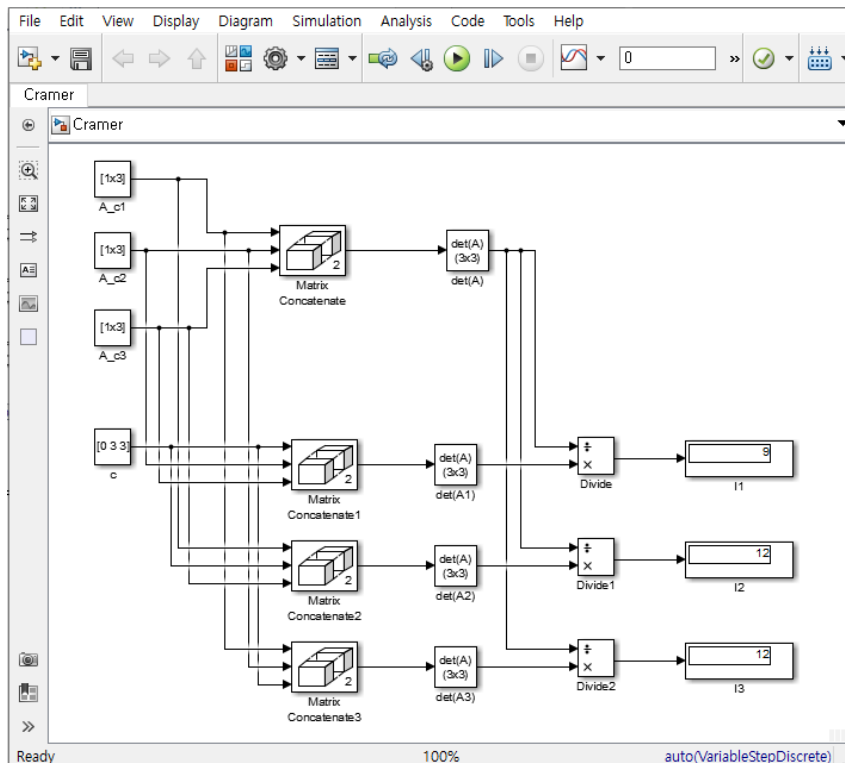 File Edit View Display Diagram Simulation Analysis Code Tools Help
0
»
Cramer
Cramer
[1x3]
A_c1
[1x3]
A_c2
[1x3]
A_c3
[0 3 3]
c
2
Matrix
Concatenate
det(A)
(3x3)
det(A)
2
Matrix
Concatenate1
det(A)
(3x3)
det(A1)
÷
×
Divide
9
I1
2
Matrix
Concatenate2
det(A)
(3x3)
det(A2)
÷
×
Divide1
12
I2
2
Matrix
Concatenate3
det(A)
(3x3)
det(A3)
÷
×
Divide2
12
I3
Ready 100% auto(VariableStepDiscrete)